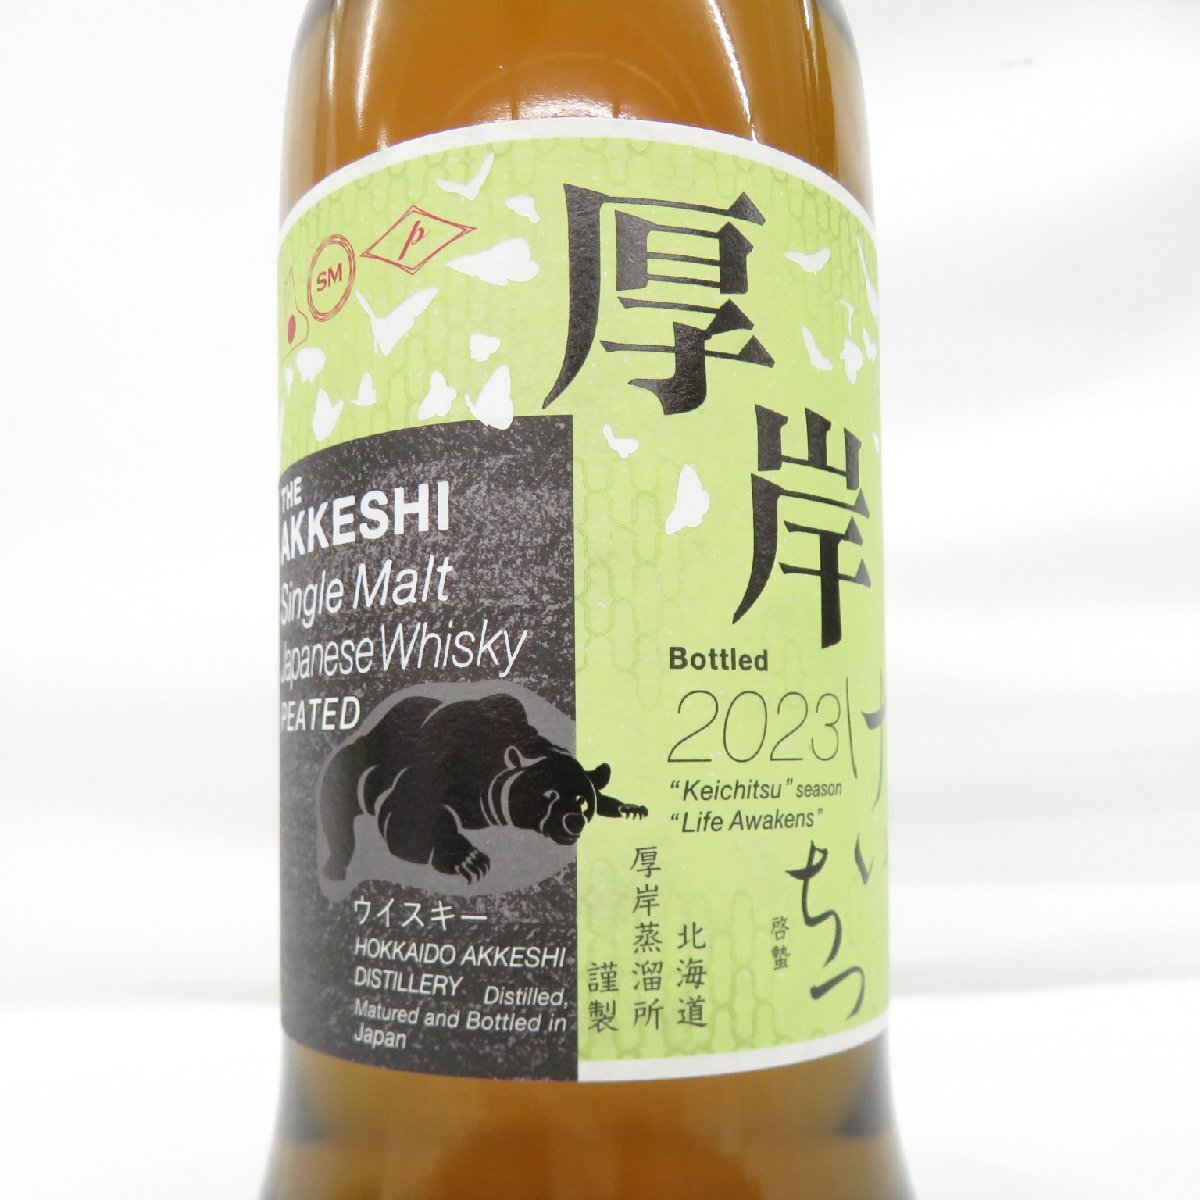 SM
p
厚岸
THE
AKKESHI
Single Malt
Japanese Whisky
PEATED
Bottled
2023
"Keichitsu" season
"Life Awakens"
けいちつ
啓蟄
北海道
厚岸蒸溜所
謹製
ウイスキー
HOKKAIDO AKKESHI
DISTILLERY Distilled,
Matured and Bottled in
Japan